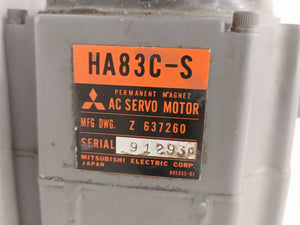 HA83C-S
PERMANENT MAGNET
AC SERVO MOTOR
MFG DWG. Z 637260
SERIAL
MITSUBISHI ELECTRIC CORP.
JAPAN